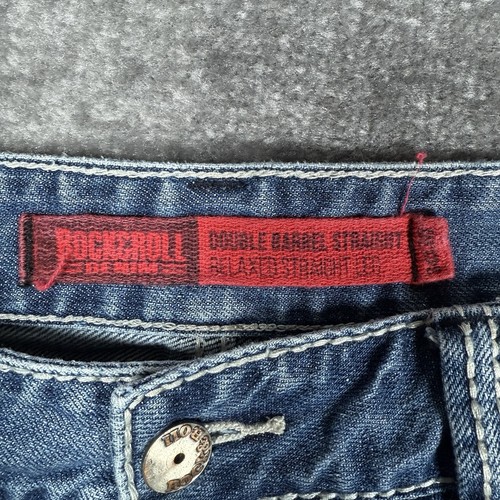 ROCK & ROLL
DENIM
DOUBLE BARREL STRAIGHT
RELAXED STRAIGHT LEG